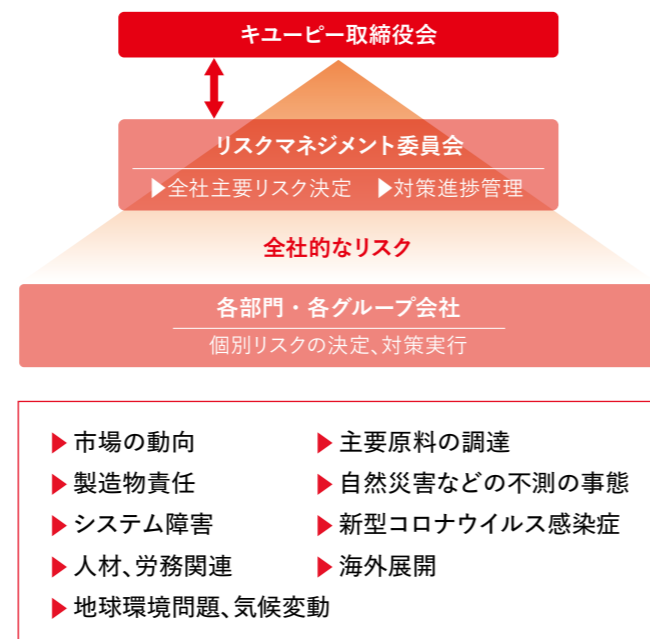 キユーピー取締役会
リスクマネジメント委員会
▶全社主要リスク決定 ▶対策進捗管理
全社的なリスク
各部門・各グループ会社
個別リスクの決定、対策実行
▶市場の動向 ▶主要原料の調達
▶製造物責任 ▶自然災害などの不測の事態
▶システム障害 ▶新型コロナウイルス感染症
▶人材、労務関連 ▶海外展開
▶地球環境問題、気候変動